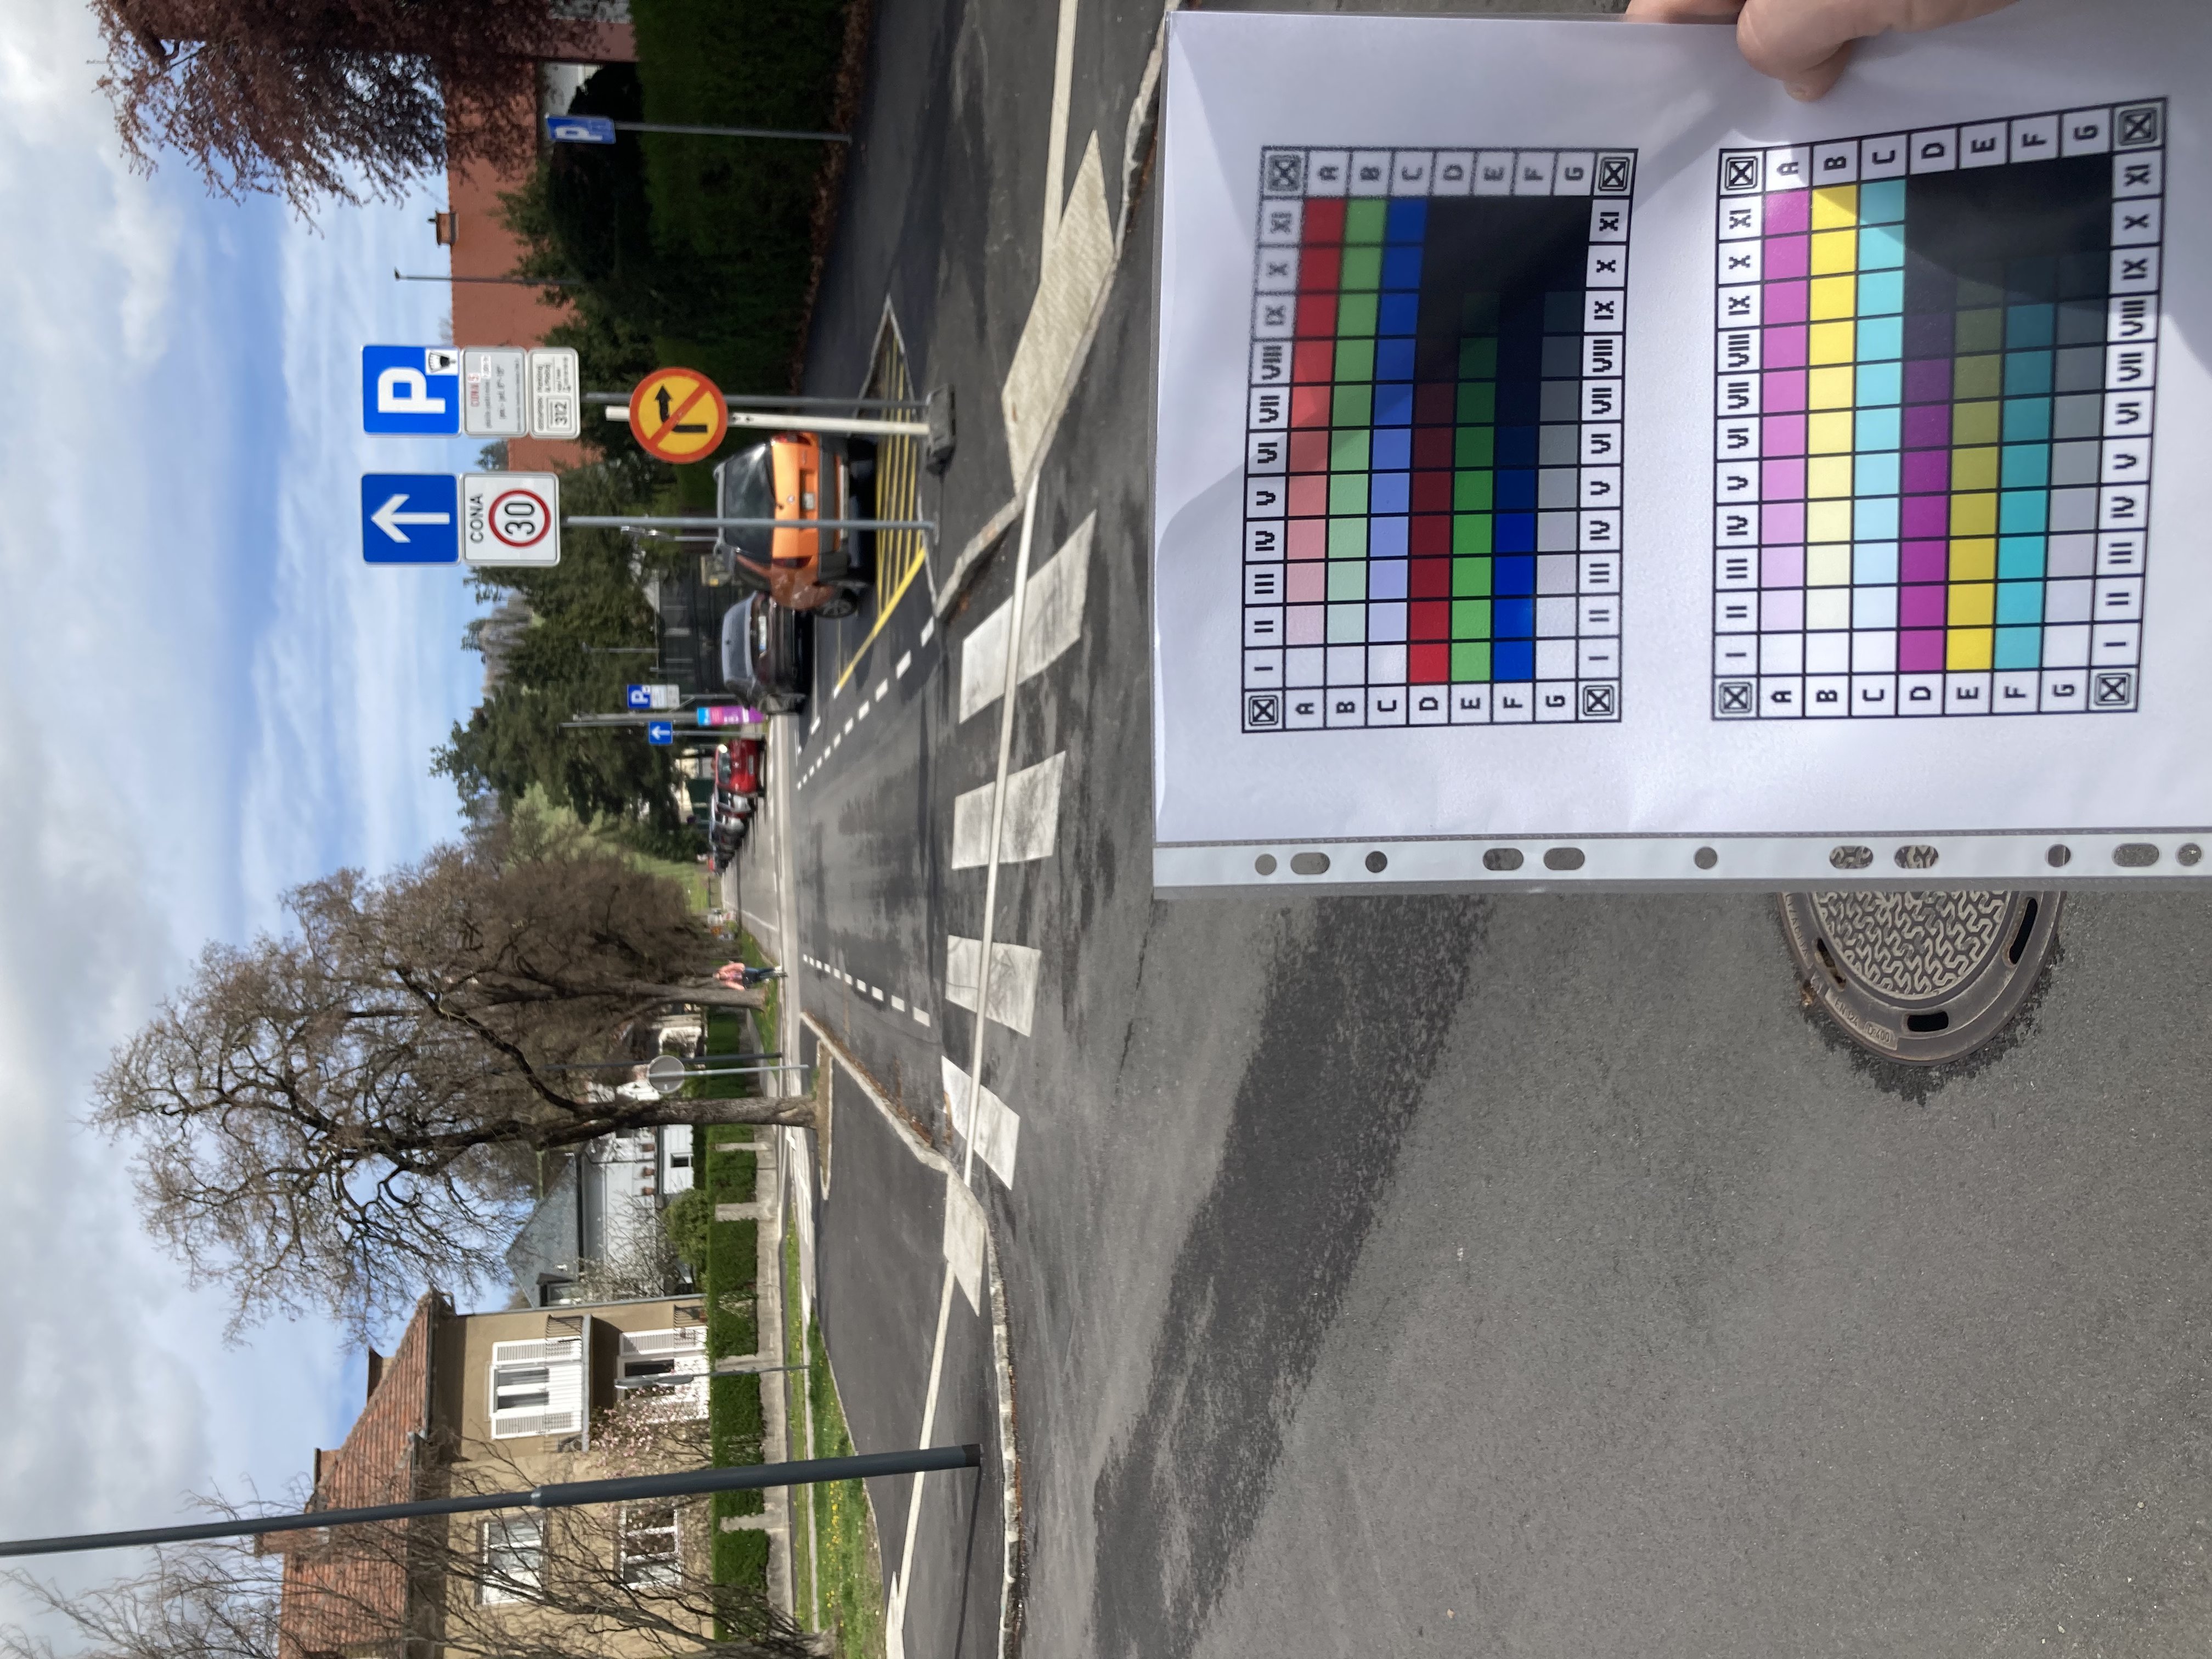 P
CONA
30
CONA 5
312
P
P
I II III IV V VI VII VIII IX X XI
A A
B B
C C
D D
E E
F F
G G
I II III IV V VI VII VIII IX X XI
I II III IV V VI VII VIII IX X XI
A A
B B
C C
D D
E E
F F
G G
I II III IV V VI VII VIII IX X XI